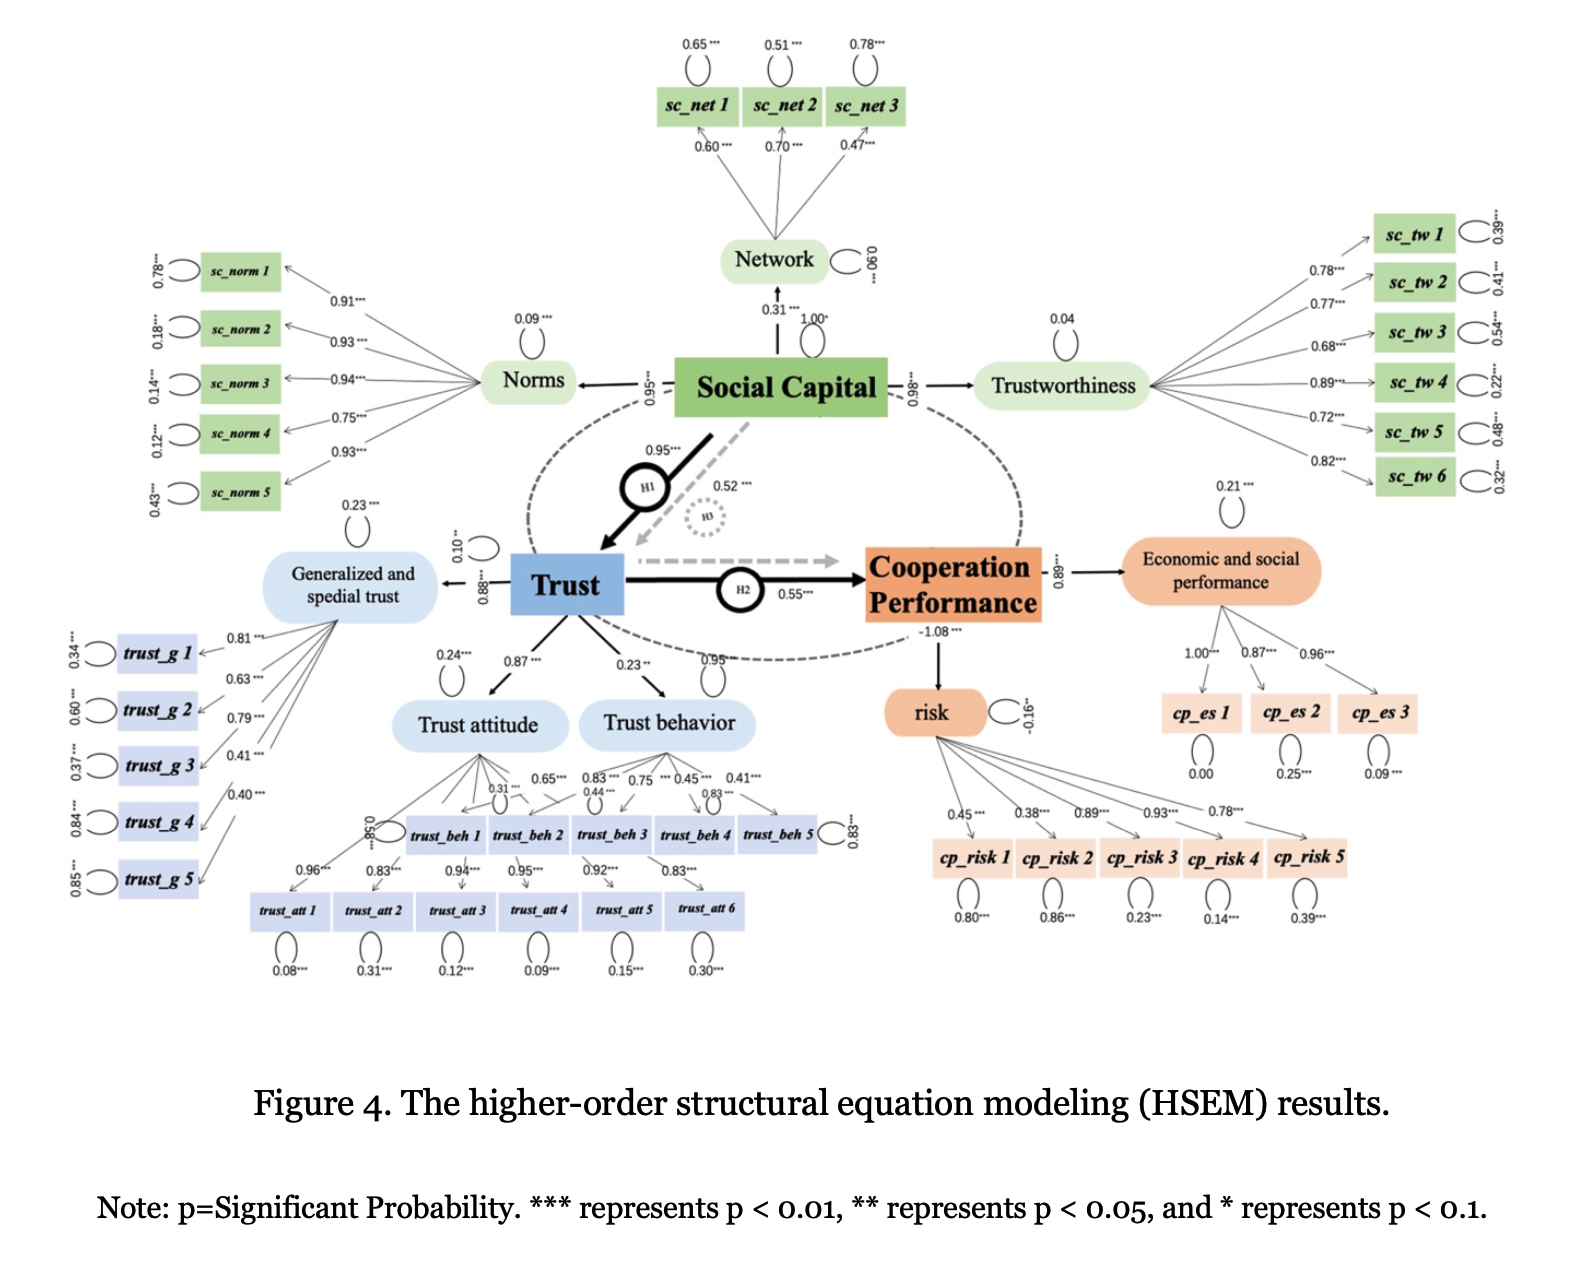 0.65 *** 0.51 *** 0.78***
sc_net 1 sc_net 2 sc_net 3
0.60 *** 0.70 *** 0.47***
Network
0.90 ***
0.31 ***
1.00*
Social Capital
0.95***
0.98***
0.09 ***
Norms
0.78*** sc_norm 1
0.18*** sc_norm 2
0.14*** sc_norm 3
0.12*** sc_norm 4
0.43*** sc_norm 5
0.91***
0.93 ***
0.94***
0.75***
0.93***
0.04
Trustworthiness
0.78***
0.77***
0.68***
0.89***
0.72***
0.82***
sc_tw 1 0.39***
sc_tw 2 0.41***
sc_tw 3 0.54***
sc_tw 4 0.22***
sc_tw 5 0.48***
sc_tw 6 0.32***
0.95***
H1
0.52 ***
H3
0.23 ***
Generalized and
spedial trust
0.10 **
0.88***
Trust
H2
0.55***
Cooperation
Performance
0.89***
0.21 ***
Economic and social
performance
1.00*** 0.87*** 0.96***
cp_es 1 cp_es 2 cp_es 3
0.00 0.25*** 0.09 ***
-1.08 ***
risk
-0.16**
0.45 *** 0.38*** 0.89*** 0.93*** 0.78***
cp_risk 1 cp_risk 2 cp_risk 3 cp_risk 4 cp_risk 5
0.80*** 0.86*** 0.23*** 0.14*** 0.39***
0.81 ***
0.63 ***
0.79 ***
0.41 ***
0.40 ***
0.34 *** trust_g 1
0.60 *** trust_g 2
0.37 *** trust_g 3
0.84 *** trust_g 4
0.85 *** trust_g 5
0.87 ***
0.23 **
0.24***
Trust attitude
0.95***
Trust behavior
0.65*** 0.83 *** 0.75 *** 0.45 *** 0.41***
0.31 *** 0.44 *** 0.83 ***
trust_beh 1 trust_beh 2 trust_beh 3 trust_beh 4 trust_beh 5 0.83***
0.96*** 0.83*** 0.94*** 0.95*** 0.92*** 0.83***
trust_att 1 trust_att 2 trust_att 3 trust_att 4 trust_att 5 trust_att 6
0.08*** 0.31*** 0.12*** 0.09*** 0.15*** 0.30***
Figure 4. The higher-order structural equation modeling (HSEM) results.
Note: p=Significant Probability. *** represents p < 0.01, ** represents p < 0.05, and * represents p < 0.1.